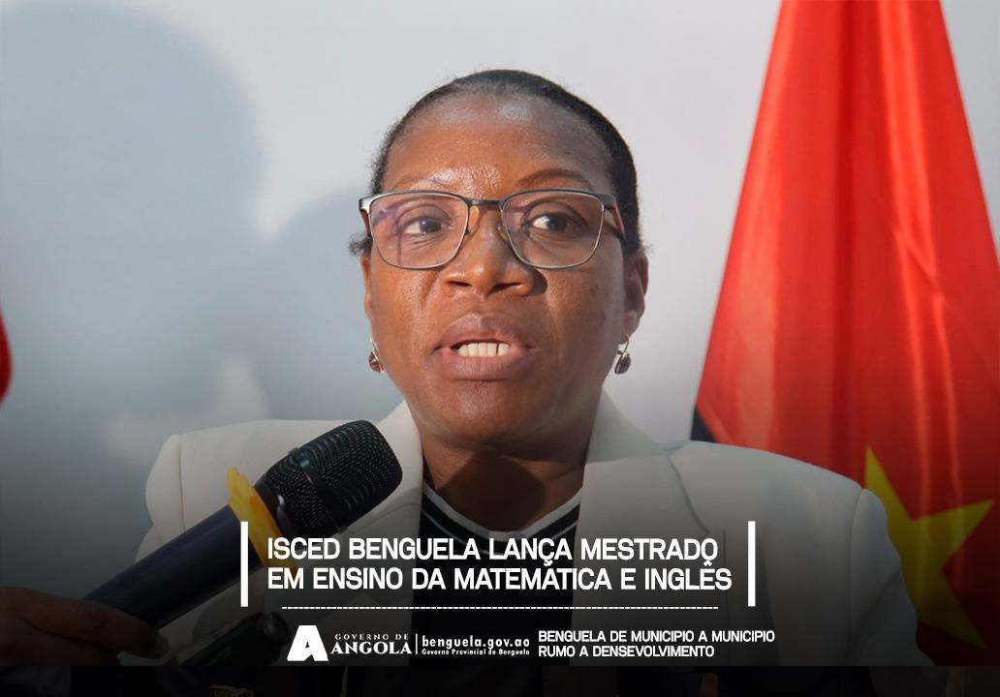 ISCED BENGUELA LANÇA MESTRADO
EM ENSINO DA MATEMÁTICA E INGLÊS
GOVERNO DE
ANGOLA
benguela.gov.ao
Governo Provincial de Benguela
BENGUELA DE MUNICIPIO A MUNICIPIO
RUMO A DENSEVOLVIMENTO